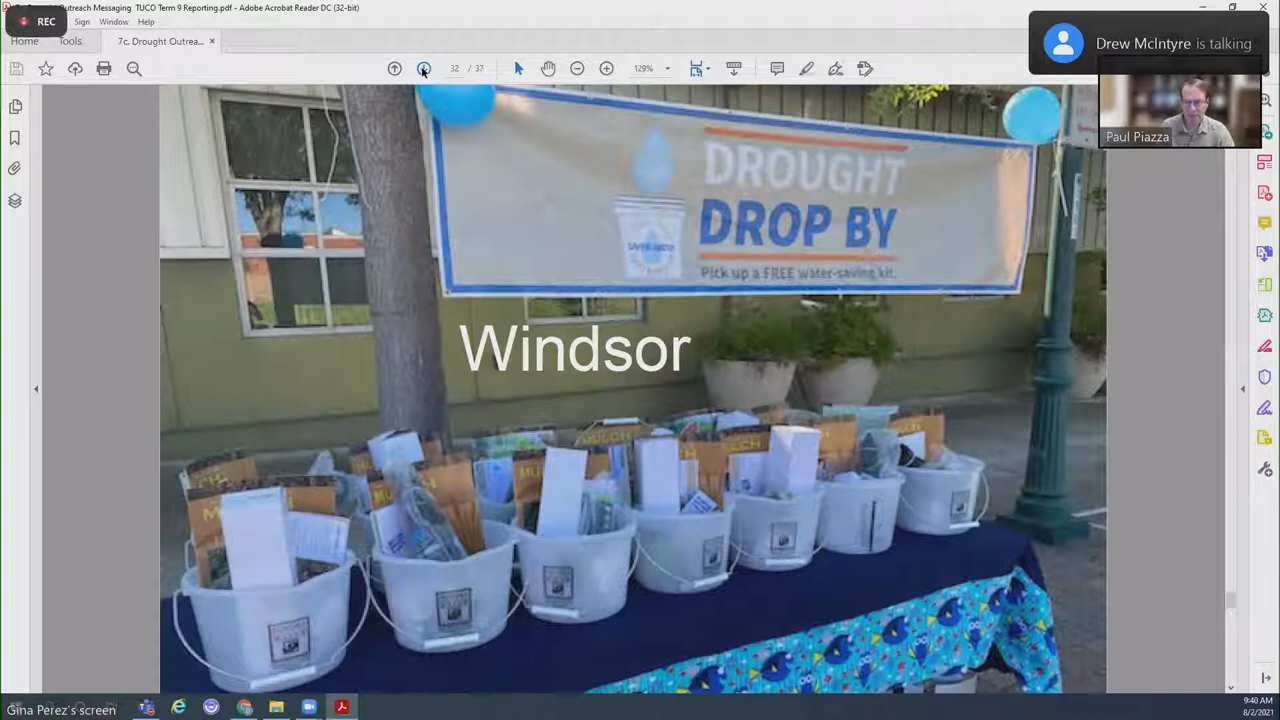 Outreach Messaging TUCO Term 9 Reporting.pdf - Adobe Acrobat Reader DC (32-bit)
REC
Sign Window Help
Home Tools
7c. Drought Outrea... ×
32 / 37
129%
Drew McIntyre is talking
Paul Piazza
DROUGHT
DROP BY
Pick up a FREE water-saving kit.
Windsor
MULCH
MULCH
Gina Perez's screen
9:40 AM
8/2/2021